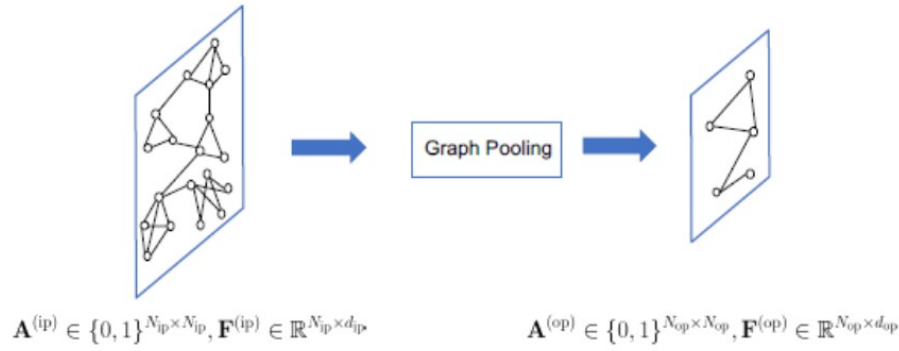 Graph Pooling
𝐀^(ip) ∈ {0, 1}^{N_ip×N_ip}, 𝐅^(ip) ∈ ℝ^{N_ip×d_ip}
𝐀^(op) ∈ {0, 1}^{N_op×N_op}, 𝐅^(op) ∈ ℝ^{N_op×d_op}